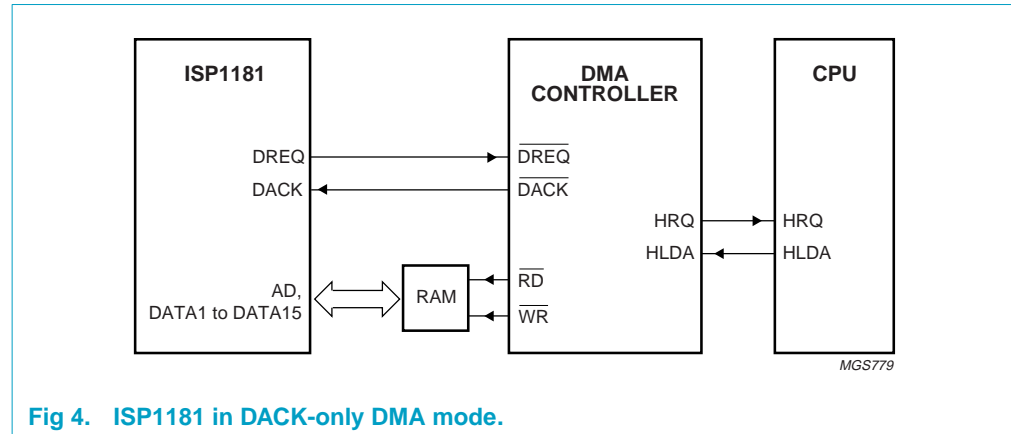 ISP1181
DMA
CONTROLLER
CPU
DREQ
DREQ
DACK
DACK
HRQ
HRQ
HLDA
HLDA
AD,
DATA1 to DATA15
RAM
RD
WR
MGS779
Fig 4. ISP1181 in DACK-only DMA mode.